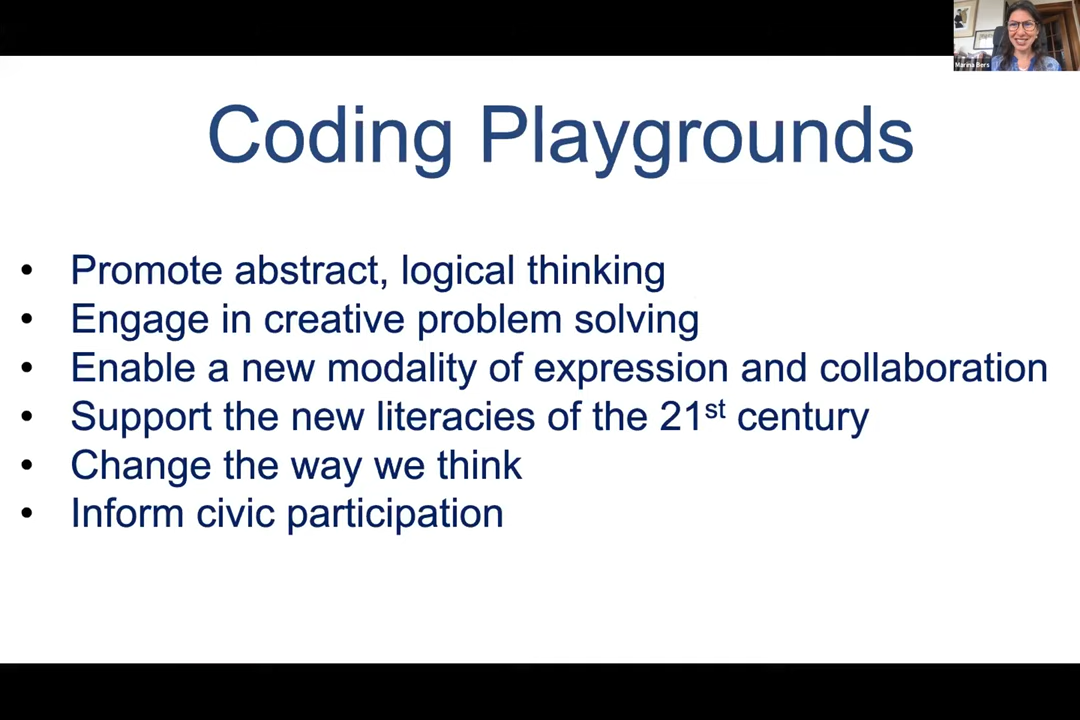 Marina Bers
Coding Playgrounds
• Promote abstract, logical thinking
• Engage in creative problem solving
• Enable a new modality of expression and collaboration
• Support the new literacies of the 21st century
• Change the way we think
• Inform civic participation